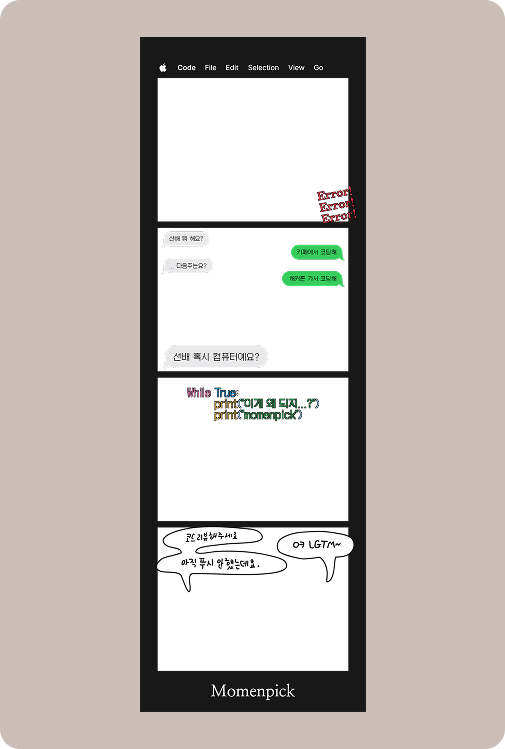 Code File Edit Selection View Go
Error!
Error!
Error!
선배 뭐 해요?
카페에서 코딩해
... 다음주는요?
해커톤 가서 코딩해
선배 혹시 컴퓨터예요?
While True:
print("이게 왜 되지...?")
print("momenpick")
코드 리뷰해주세요
아직 푸시 안 했는데요.
어 LGTM~
Momenpick